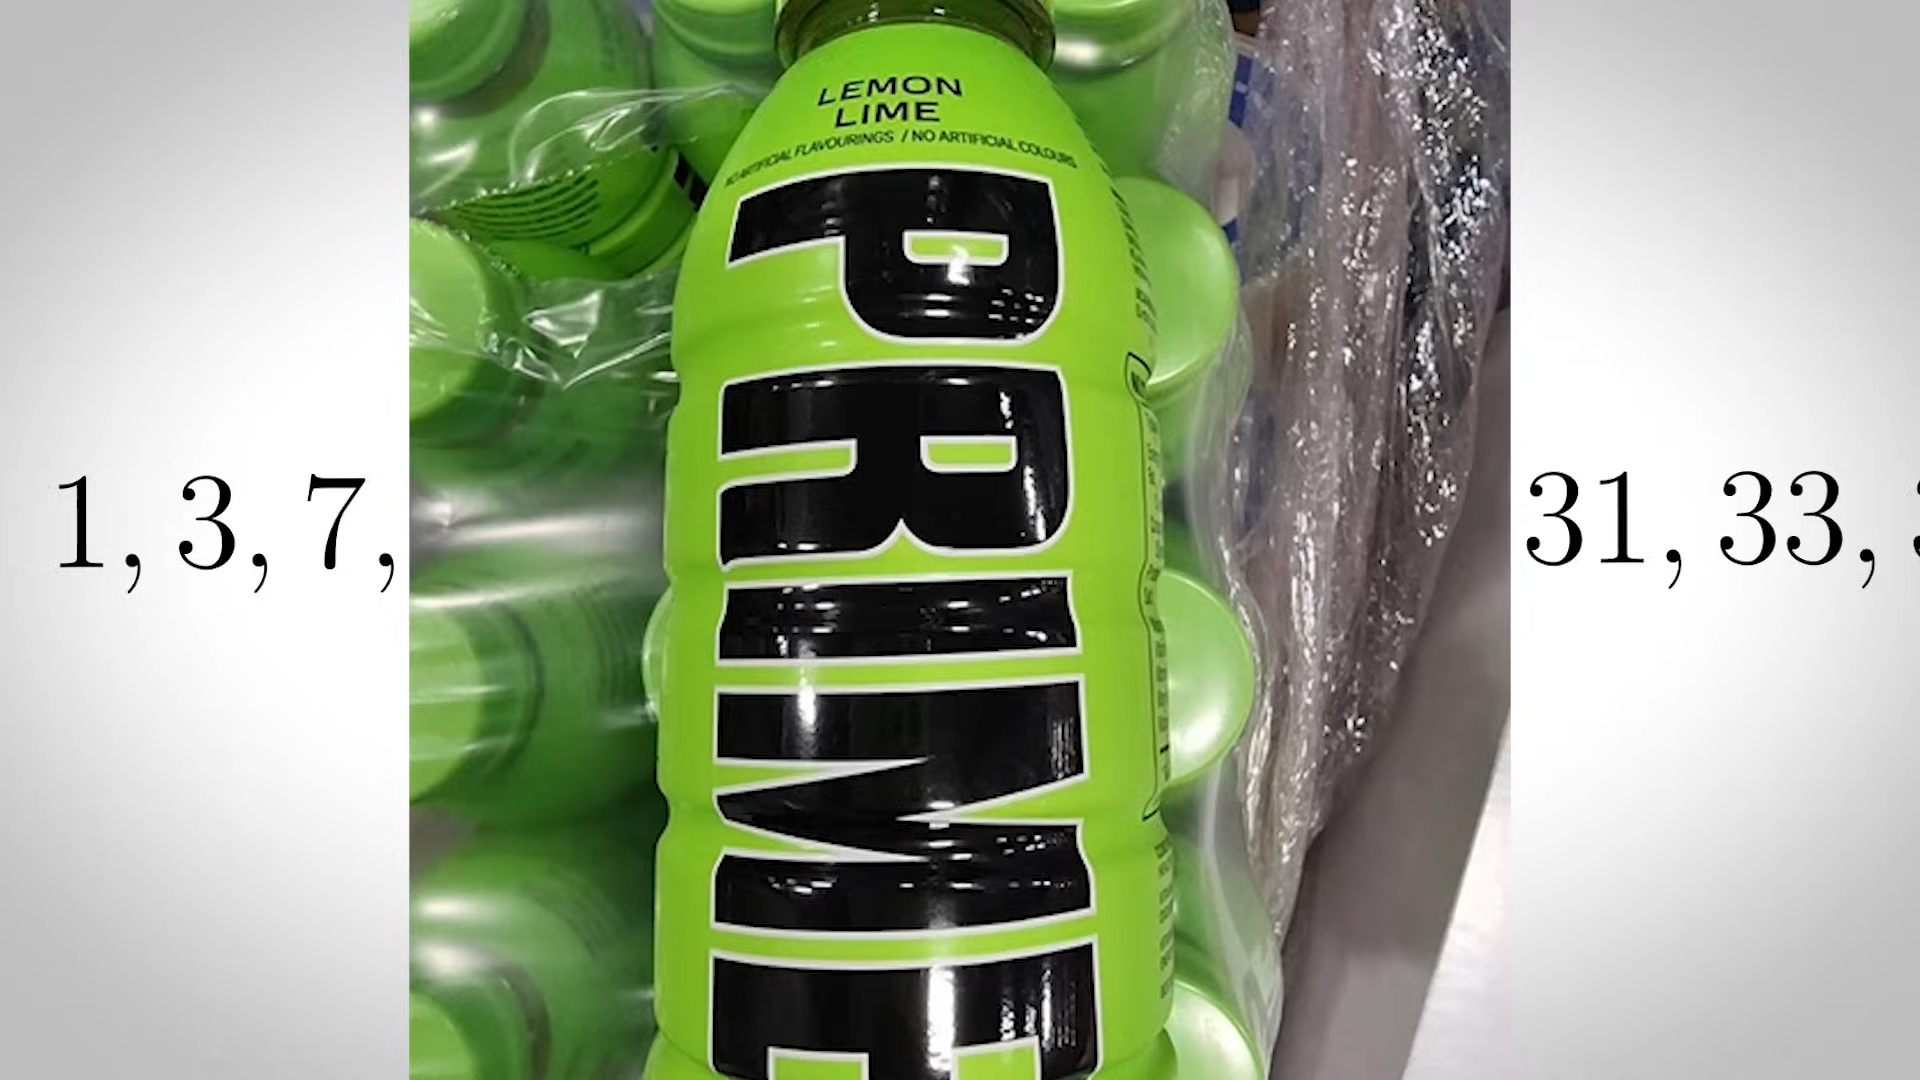 LEMON
LIME
NO ARTIFICIAL FLAVOURINGS / NO ARTIFICIAL COLOURS
PRIME
1, 3, 7,
31, 33,